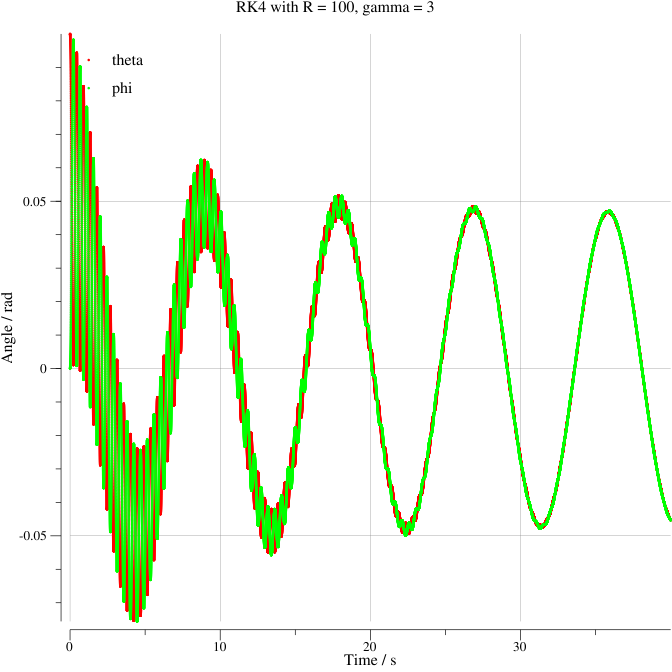 RK4 with R = 100, gamma = 3
theta
phi
0.05
0
-0.05
Angle / rad
0 10 20 30
Time / s